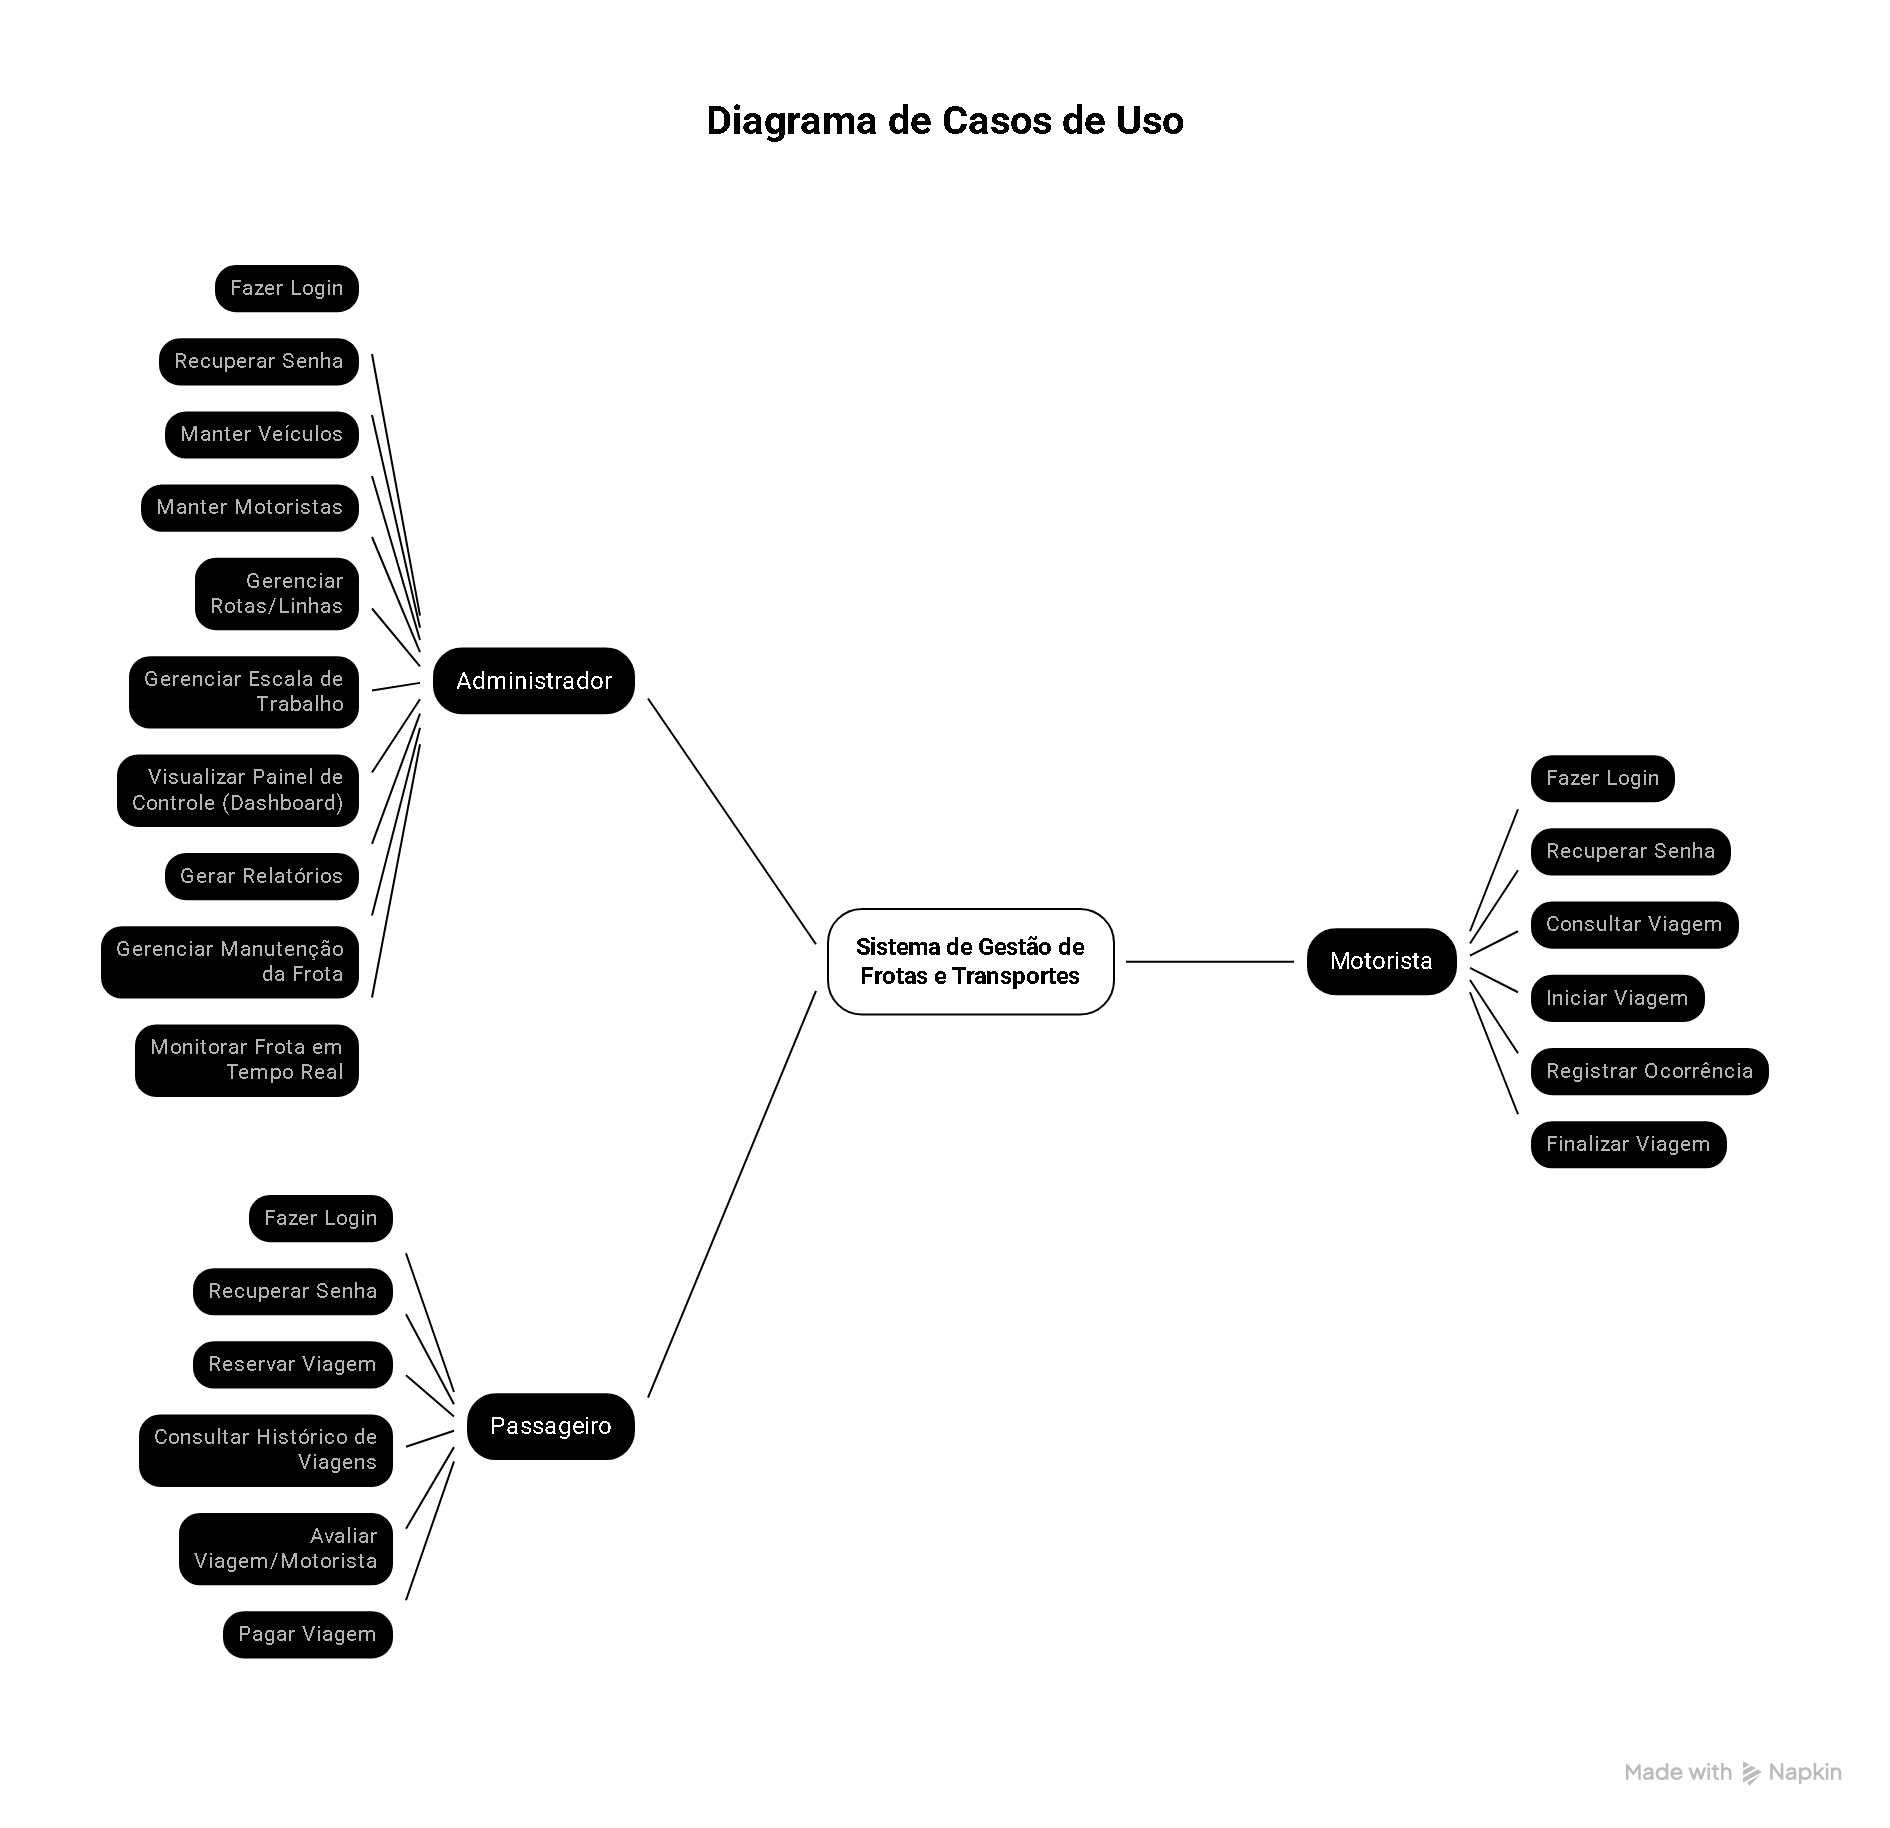 Diagrama de Casos de Uso
Fazer Login
Recuperar Senha
Manter Veículos
Manter Motoristas
Gerenciar
Rotas/Linhas
Gerenciar Escala de
Trabalho
Visualizar Painel de
Controle (Dashboard)
Gerar Relatórios
Gerenciar Manutenção
da Frota
Monitorar Frota em
Tempo Real
Administrador
Fazer Login
Recuperar Senha
Reservar Viagem
Consultar Histórico de
Viagens
Avaliar
Viagem/Motorista
Pagar Viagem
Passageiro
Sistema de Gestão de
Frotas e Transportes
Motorista
Fazer Login
Recuperar Senha
Consultar Viagem
Iniciar Viagem
Registrar Ocorrência
Finalizar Viagem
Made with Napkin